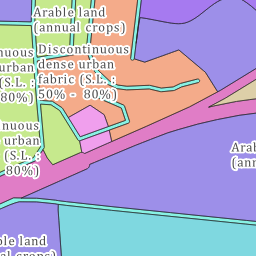 Arable land
(annual crops)
nuous
urban
(S.L. :
80%)
Discontinuous
dense urban
fabric (S.L. :
50% - 80%)
nuous
urban
(S.L. :
80%)
Arab
(ann
ble land
al crops)